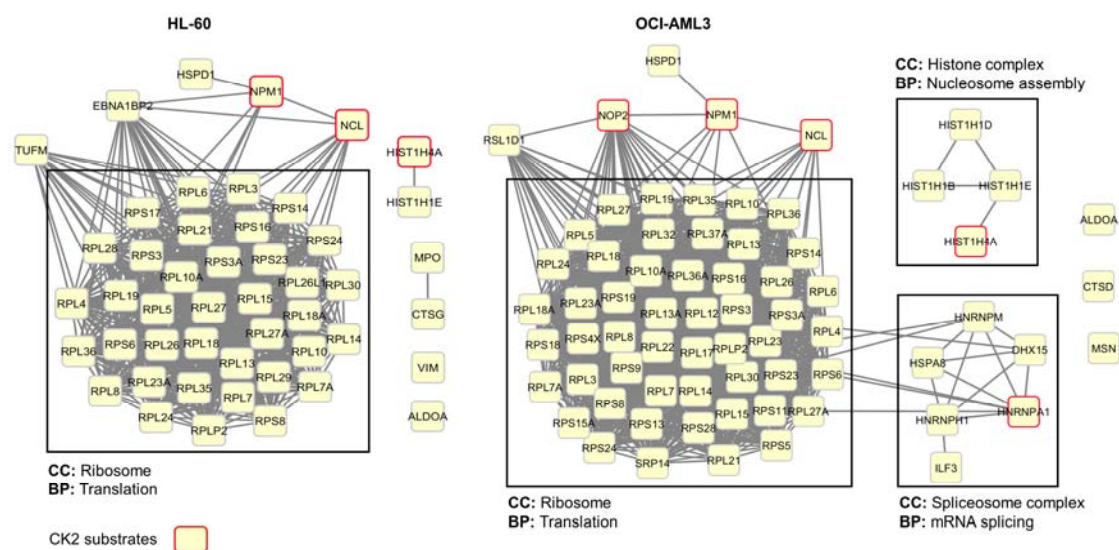 HL-60
HSPD1
NPM1
EBNA1BP2
NCL
TUFM
HIST1H4A
HIST1H1E
RPL6
RPL3
RPS17
RPS14
RPL21
RPS16
RPS24
RPL28
RPS3
RPS3A
RPS23
RPL10A
RPL26L1
RPL30
RPL4
RPL19
RPL5
RPL27
RPL15
RPL18A
RPL27A
RPL14
RPL36
RPS6
RPL26
RPL18
RPL10
RPL13
RPL8
RPL23A
RPL35
RPL7
RPL29
RPL7A
RPL24
RPLP2
RPS8
MPO
CTSG
VIM
ALDOA
CC: Ribosome
BP: Translation
CK2 substrates
OCI-AML3
HSPD1
NOP2
NPM1
NCL
RSL1D1
RPL27
RPL19
RPL35
RPL10
RPL36
RPL5
RPL32
RPL37A
RPL13
RPS14
RPL24
RPL18
RPL10A
RPL36A
RPS16
RPL26
RPL6
RPL18A
RPL23A
RPS19
RPL13A
RPL12
RPS3
RPS3A
RPL4
RPS18
RPS4X
RPL8
RPL22
RPL17
RPLP2
RPL23
RPL7A
RPL3
RPS9
RPL7
RPL14
RPL30
RPS23
RPS6
RPS8
RPS15A
RPS13
RPS28
RPL15
RPS11
RPL27A
RPS24
SRP14
RPL21
RPS5
CC: Ribosome
BP: Translation
CC: Histone complex
BP: Nucleosome assembly
HIST1H1D
HIST1H1B
HIST1H1E
HIST1H4A
HNRNPM
DHX15
HSPA8
HNRNPA1
HNRNPH1
ILF3
CC: Spliceosome complex
BP: mRNA splicing
ALDOA
CTSD
MSN